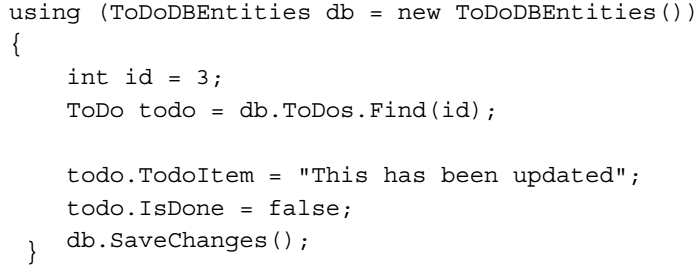 using (ToDoDBEntities db = new ToDoDBEntities())
{
    int id = 3;
    ToDo todo = db.ToDos.Find(id);

    todo.TodoItem = "This has been updated";
    todo.IsDone = false;
    db.SaveChanges();
}